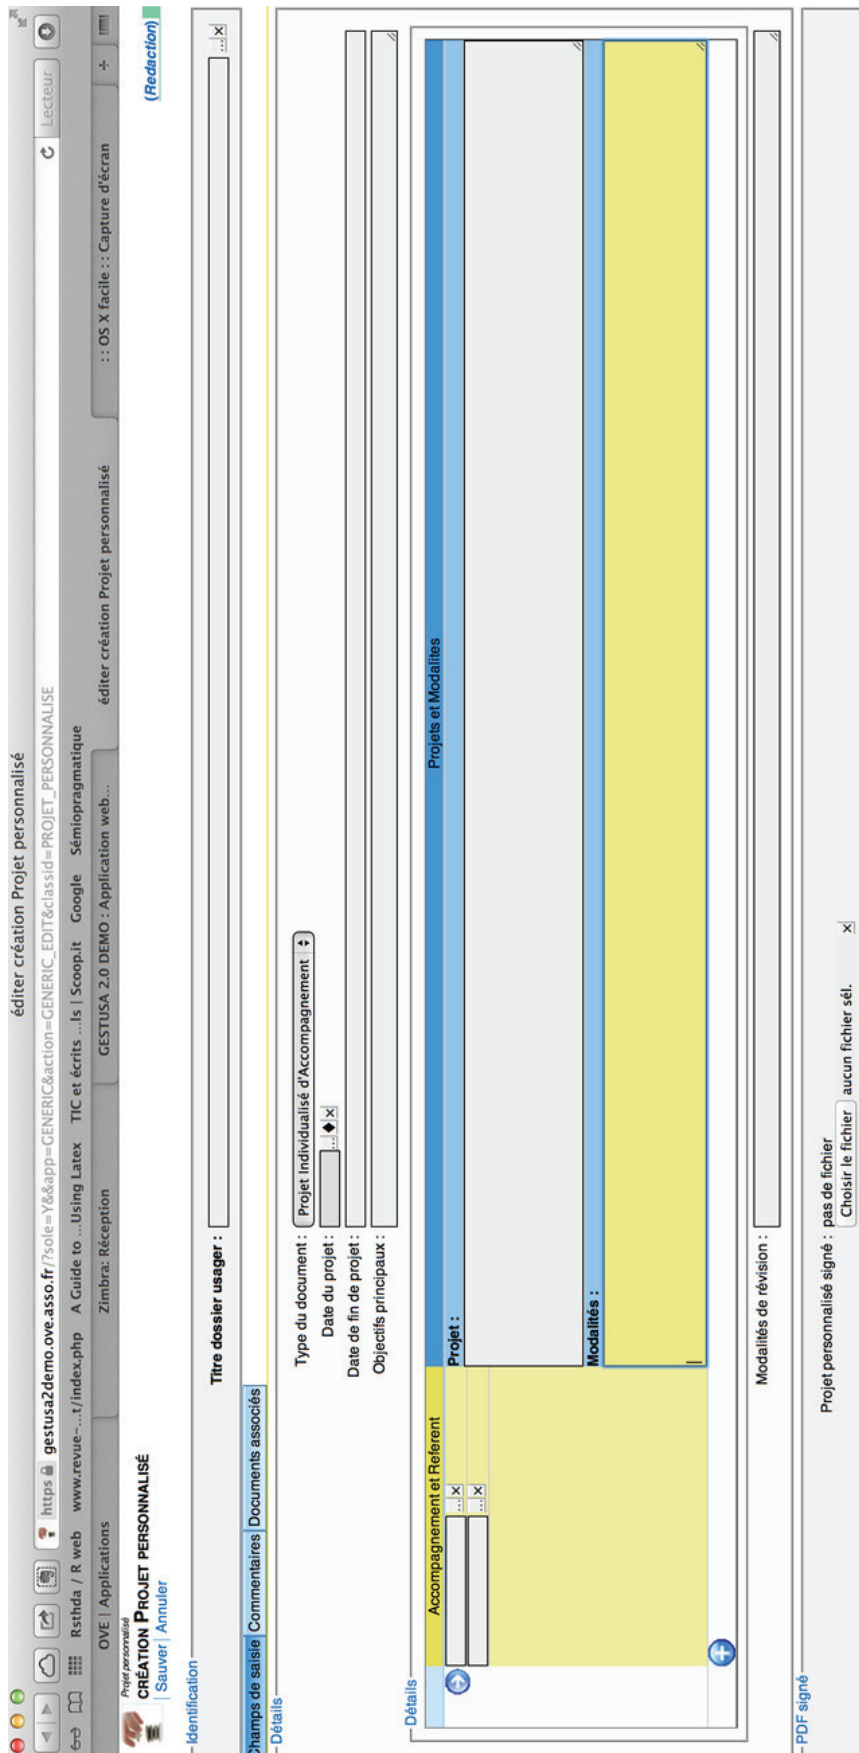 éditer création Projet personnalisé
https gestusa2demo.ove.asso.fr/?sole=Y&&app=GENERIC&action=GENERIC_EDIT&classid=PROJET_PERSONNALISE
Lecteur
Rsthda / R web www.revue-...t/index.php A Guide to ...Using Latex TIC et écrits ...ls | Scoop.it Google Sémiopragmatique
OVE | Applications
Zimbra: Réception
GESTUSA 2.0 DEMO : Application web...
éditer création Projet personnalisé
:: OS X facile :: Capture d'écran
Projet personnalisé
CRÉATION PROJET PERSONNALISÉ
(Redaction)
| Sauver | Annuler
Identification
Titre dossier usager :
... x
Champs de saisie Commentaires Documents associés
Détails
Type du document : Projet Individualisé d'Accompagnement
Date du projet : ... ♦ x
Date de fin de projet :
Objectifs principaux :
Détails
Accompagnement et Réferent
Projets et Modalites
... x
Projet :
... x
Modalités :
Modalités de révision :
PDF signé
Projet personnalisé signé : pas de fichier
Choisir le fichier aucun fichier sél. x